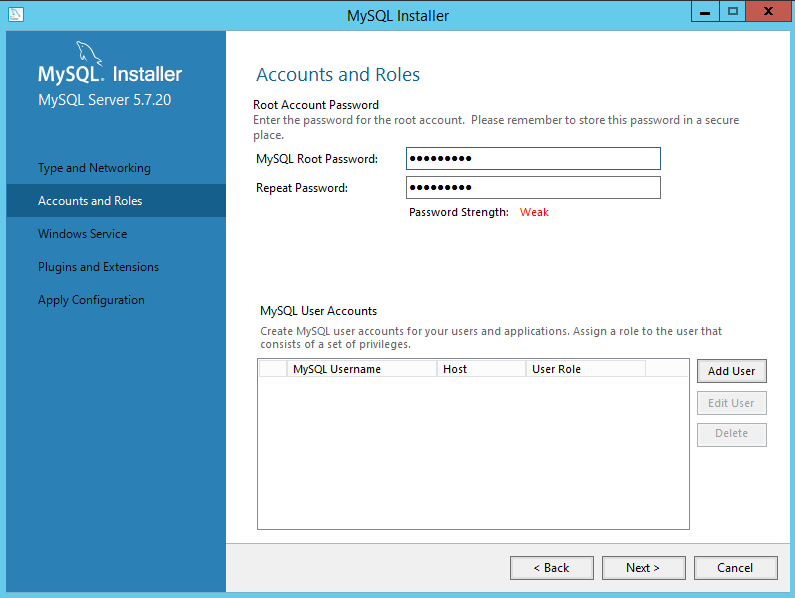 MySQL Installer
MySQL. Installer
MySQL Server 5.7.20
Type and Networking
Accounts and Roles
Windows Service
Plugins and Extensions
Apply Configuration
Accounts and Roles
Root Account Password
Enter the password for the root account. Please remember to store this password in a secure
place.
MySQL Root Password: ●●●●●●●●●
Repeat Password: ●●●●●●●●●
Password Strength: Weak
MySQL User Accounts
Create MySQL user accounts for your users and applications. Assign a role to the user that
consists of a set of privileges.
MySQL Username Host User Role
Add User
Edit User
Delete
< Back Next > Cancel